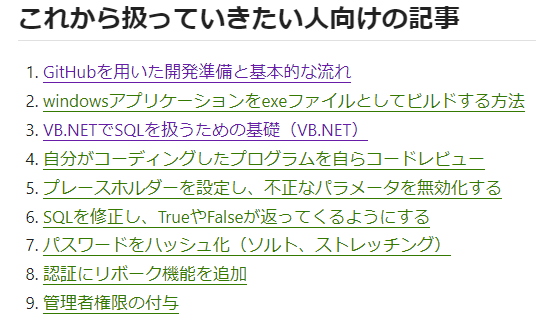 これから扱っていきたい人向けの記事
1. GitHubを用いた開発準備と基本的な流れ
2. windowsアプリケーションをexeファイルとしてビルドする方法
3. VB.NETでSQLを扱うための基礎（VB.NET）
4. 自分がコーディングしたプログラムを自らコードレビュー
5. プレースホルダーを設定し、不正なパラメータを無効化する
6. SQLを修正し、TrueやFalseが返ってくるようにする
7. パスワードをハッシュ化（ソルト、ストレッチング）
8. 認証にリボーク機能を追加
9. 管理者権限の付与